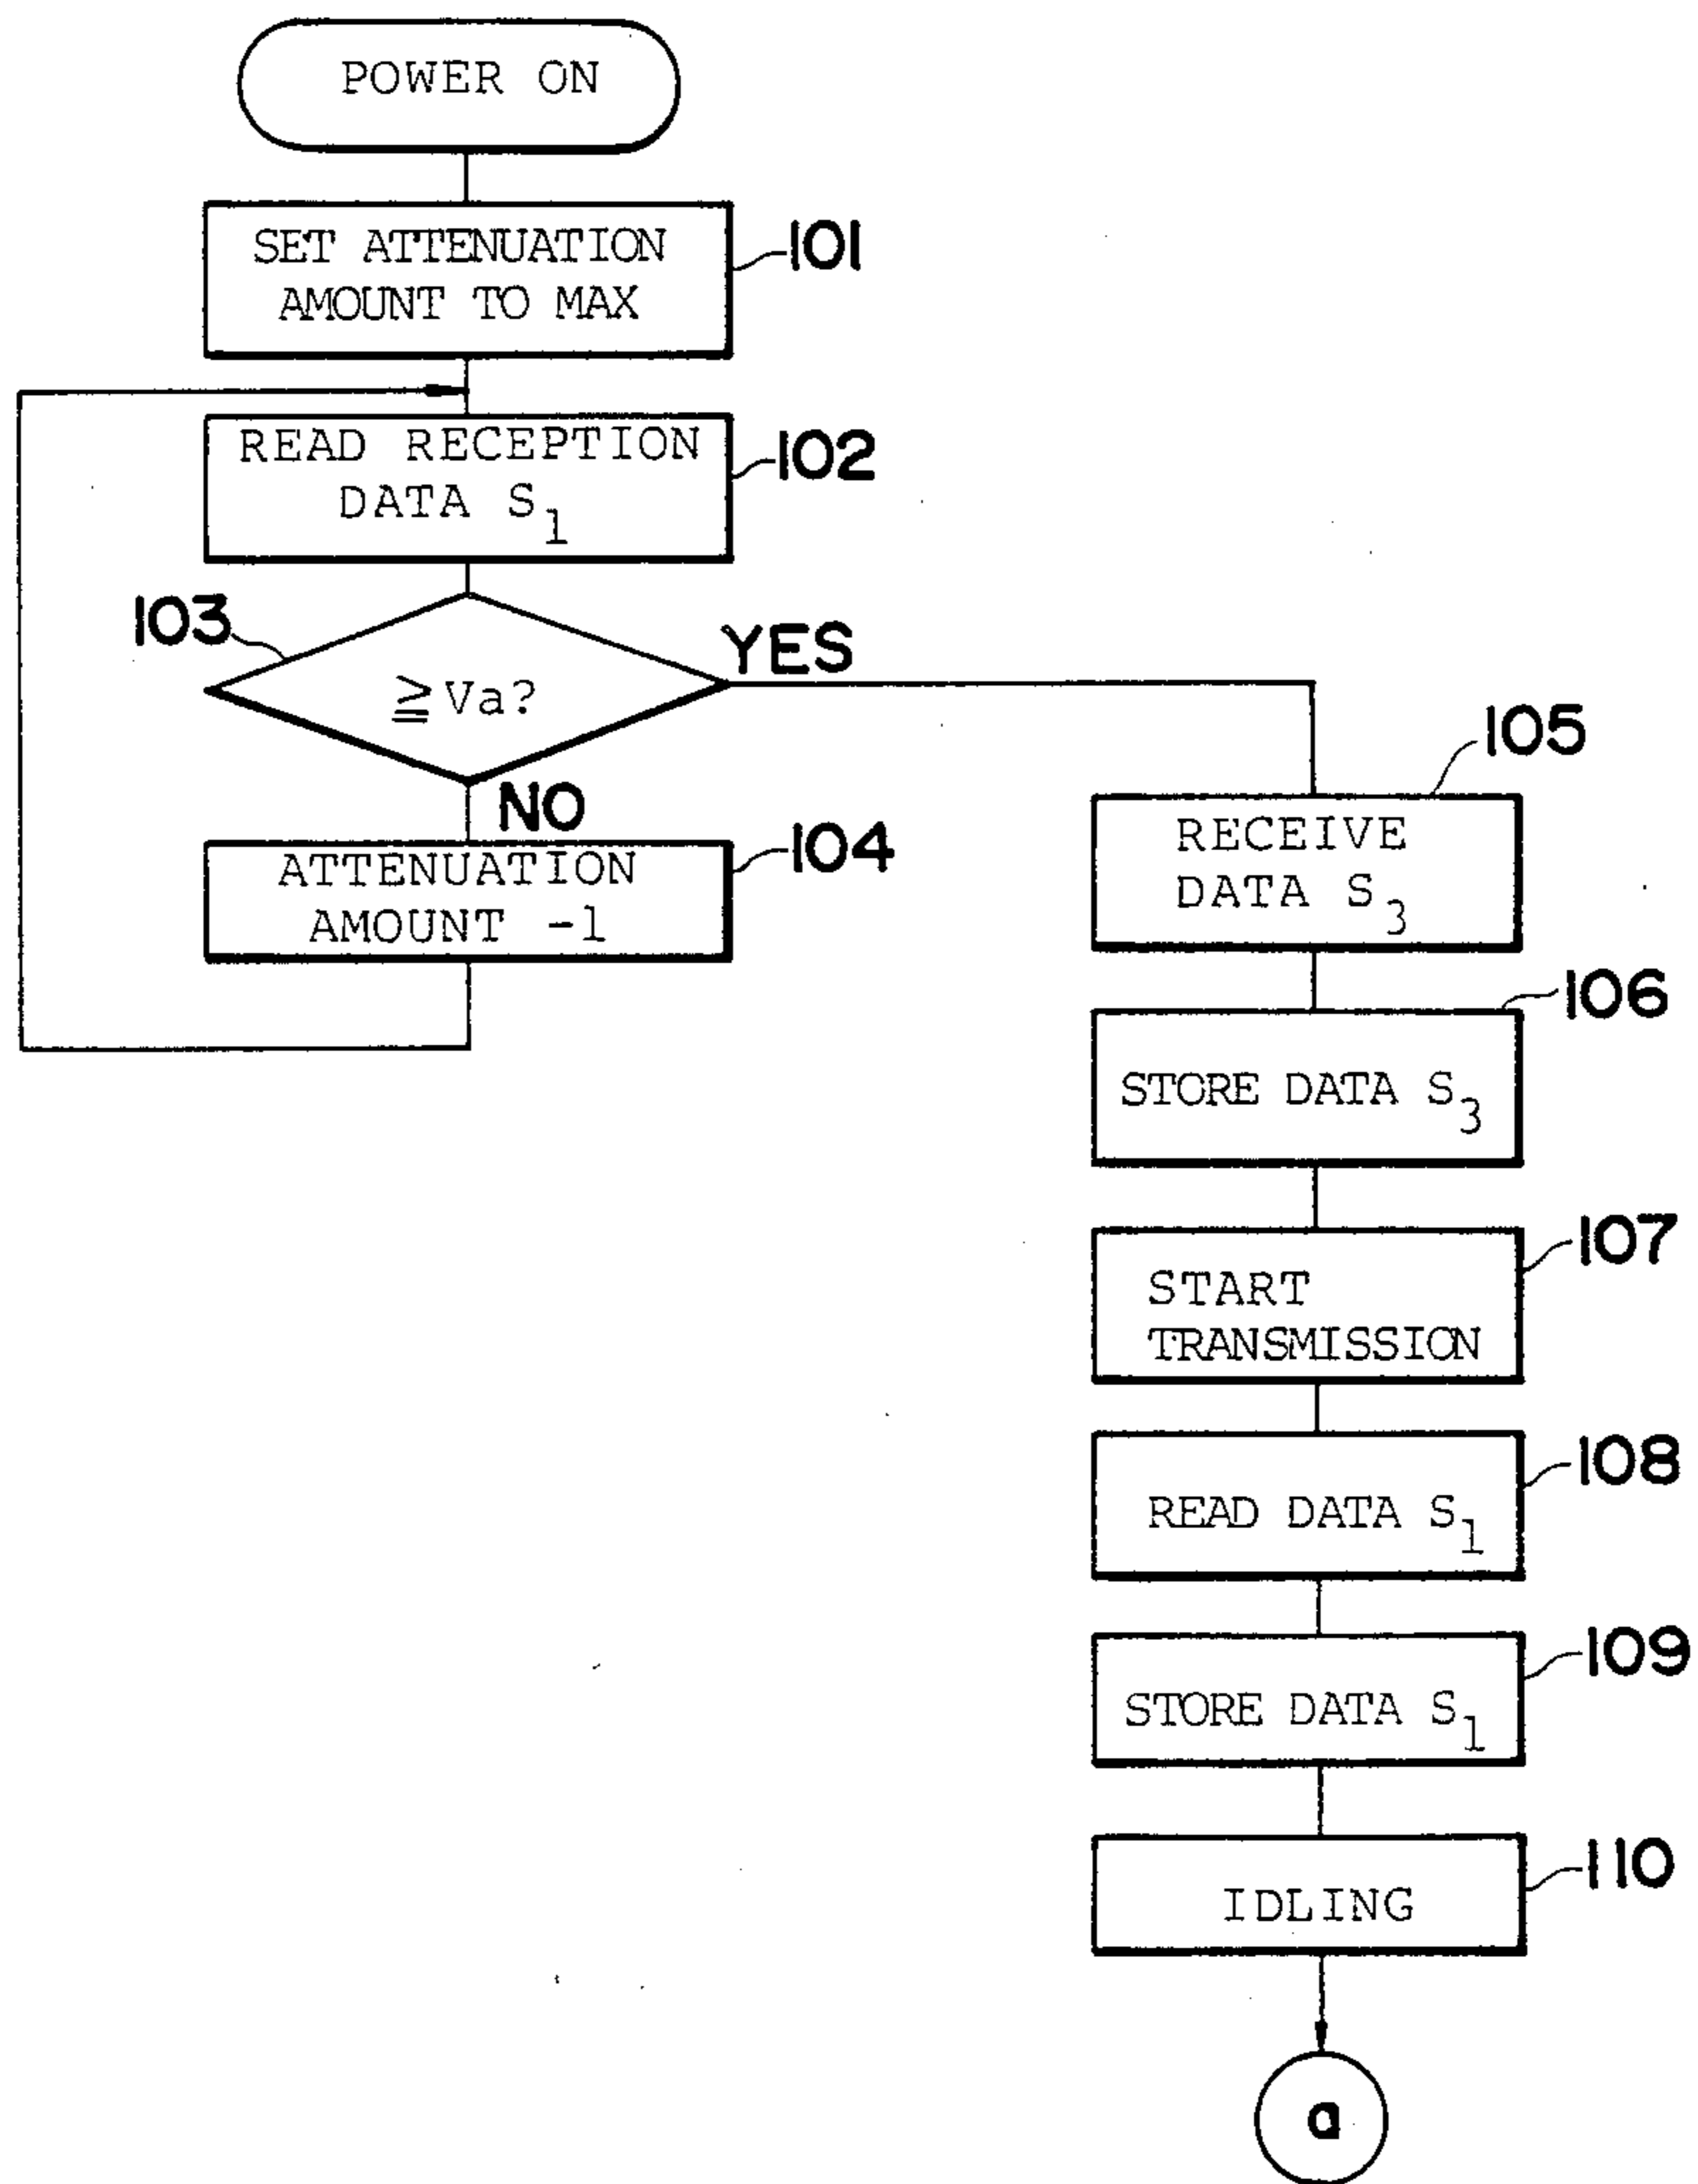 POWER ON
SET ATTENUATION
AMOUNT TO MAX
101
READ RECEPTION
DATA S1
102
103
≧Va?
YES
NO
ATTENUATION
AMOUNT -1
104
105
RECEIVE
DATA S3
106
STORE DATA S3
107
START
TRANSMISSION
108
READ DATA S1
109
STORE DATA S1
110
IDLING
a